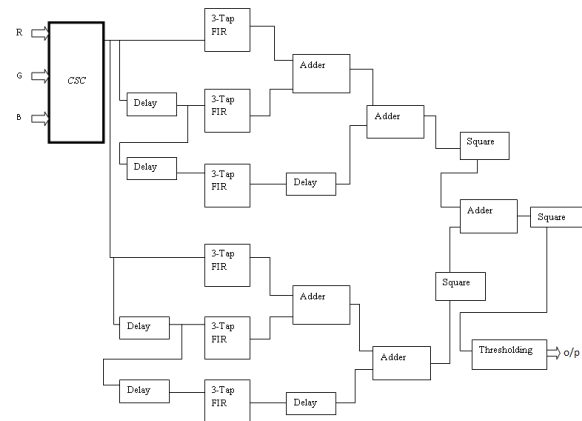 R
G
B
CSC
3-Tap
FIR
Adder
Delay
3-Tap
FIR
Adder
Delay
3-Tap
FIR
Delay
Square
Adder
Square
3-Tap
FIR
Adder
Square
Delay
3-Tap
FIR
Adder
Thresholding
o/p
Delay
3-Tap
FIR
Delay